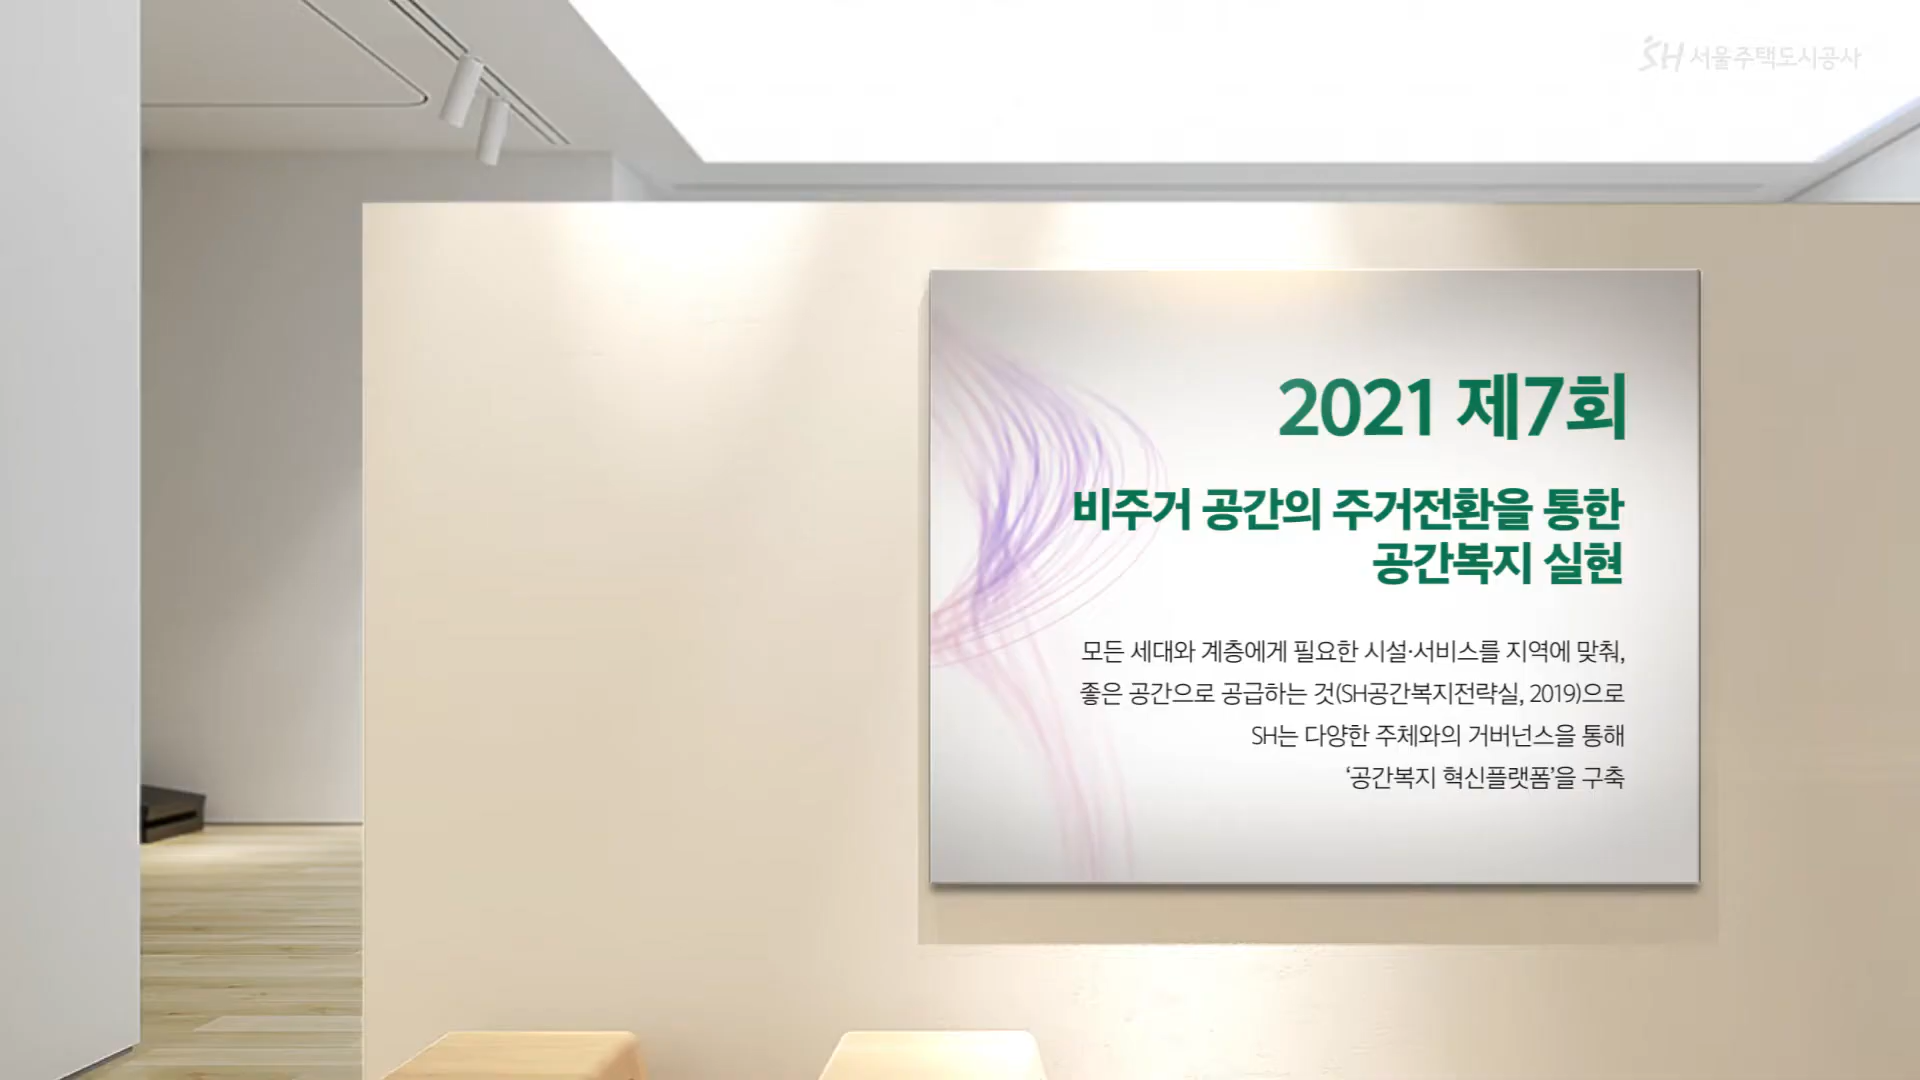 SH 서울주택도시공사
2021 제7회
비주거 공간의 주거전환을 통한
공간복지 실현
모든 세대와 계층에게 필요한 시설·서비스를 지역에 맞춰,
좋은 공간으로 공급하는 것(SH공간복지전략실, 2019)으로
SH는 다양한 주체와의 거버넌스을 통해
‘공간복지 혁신플랫폼’을 구축